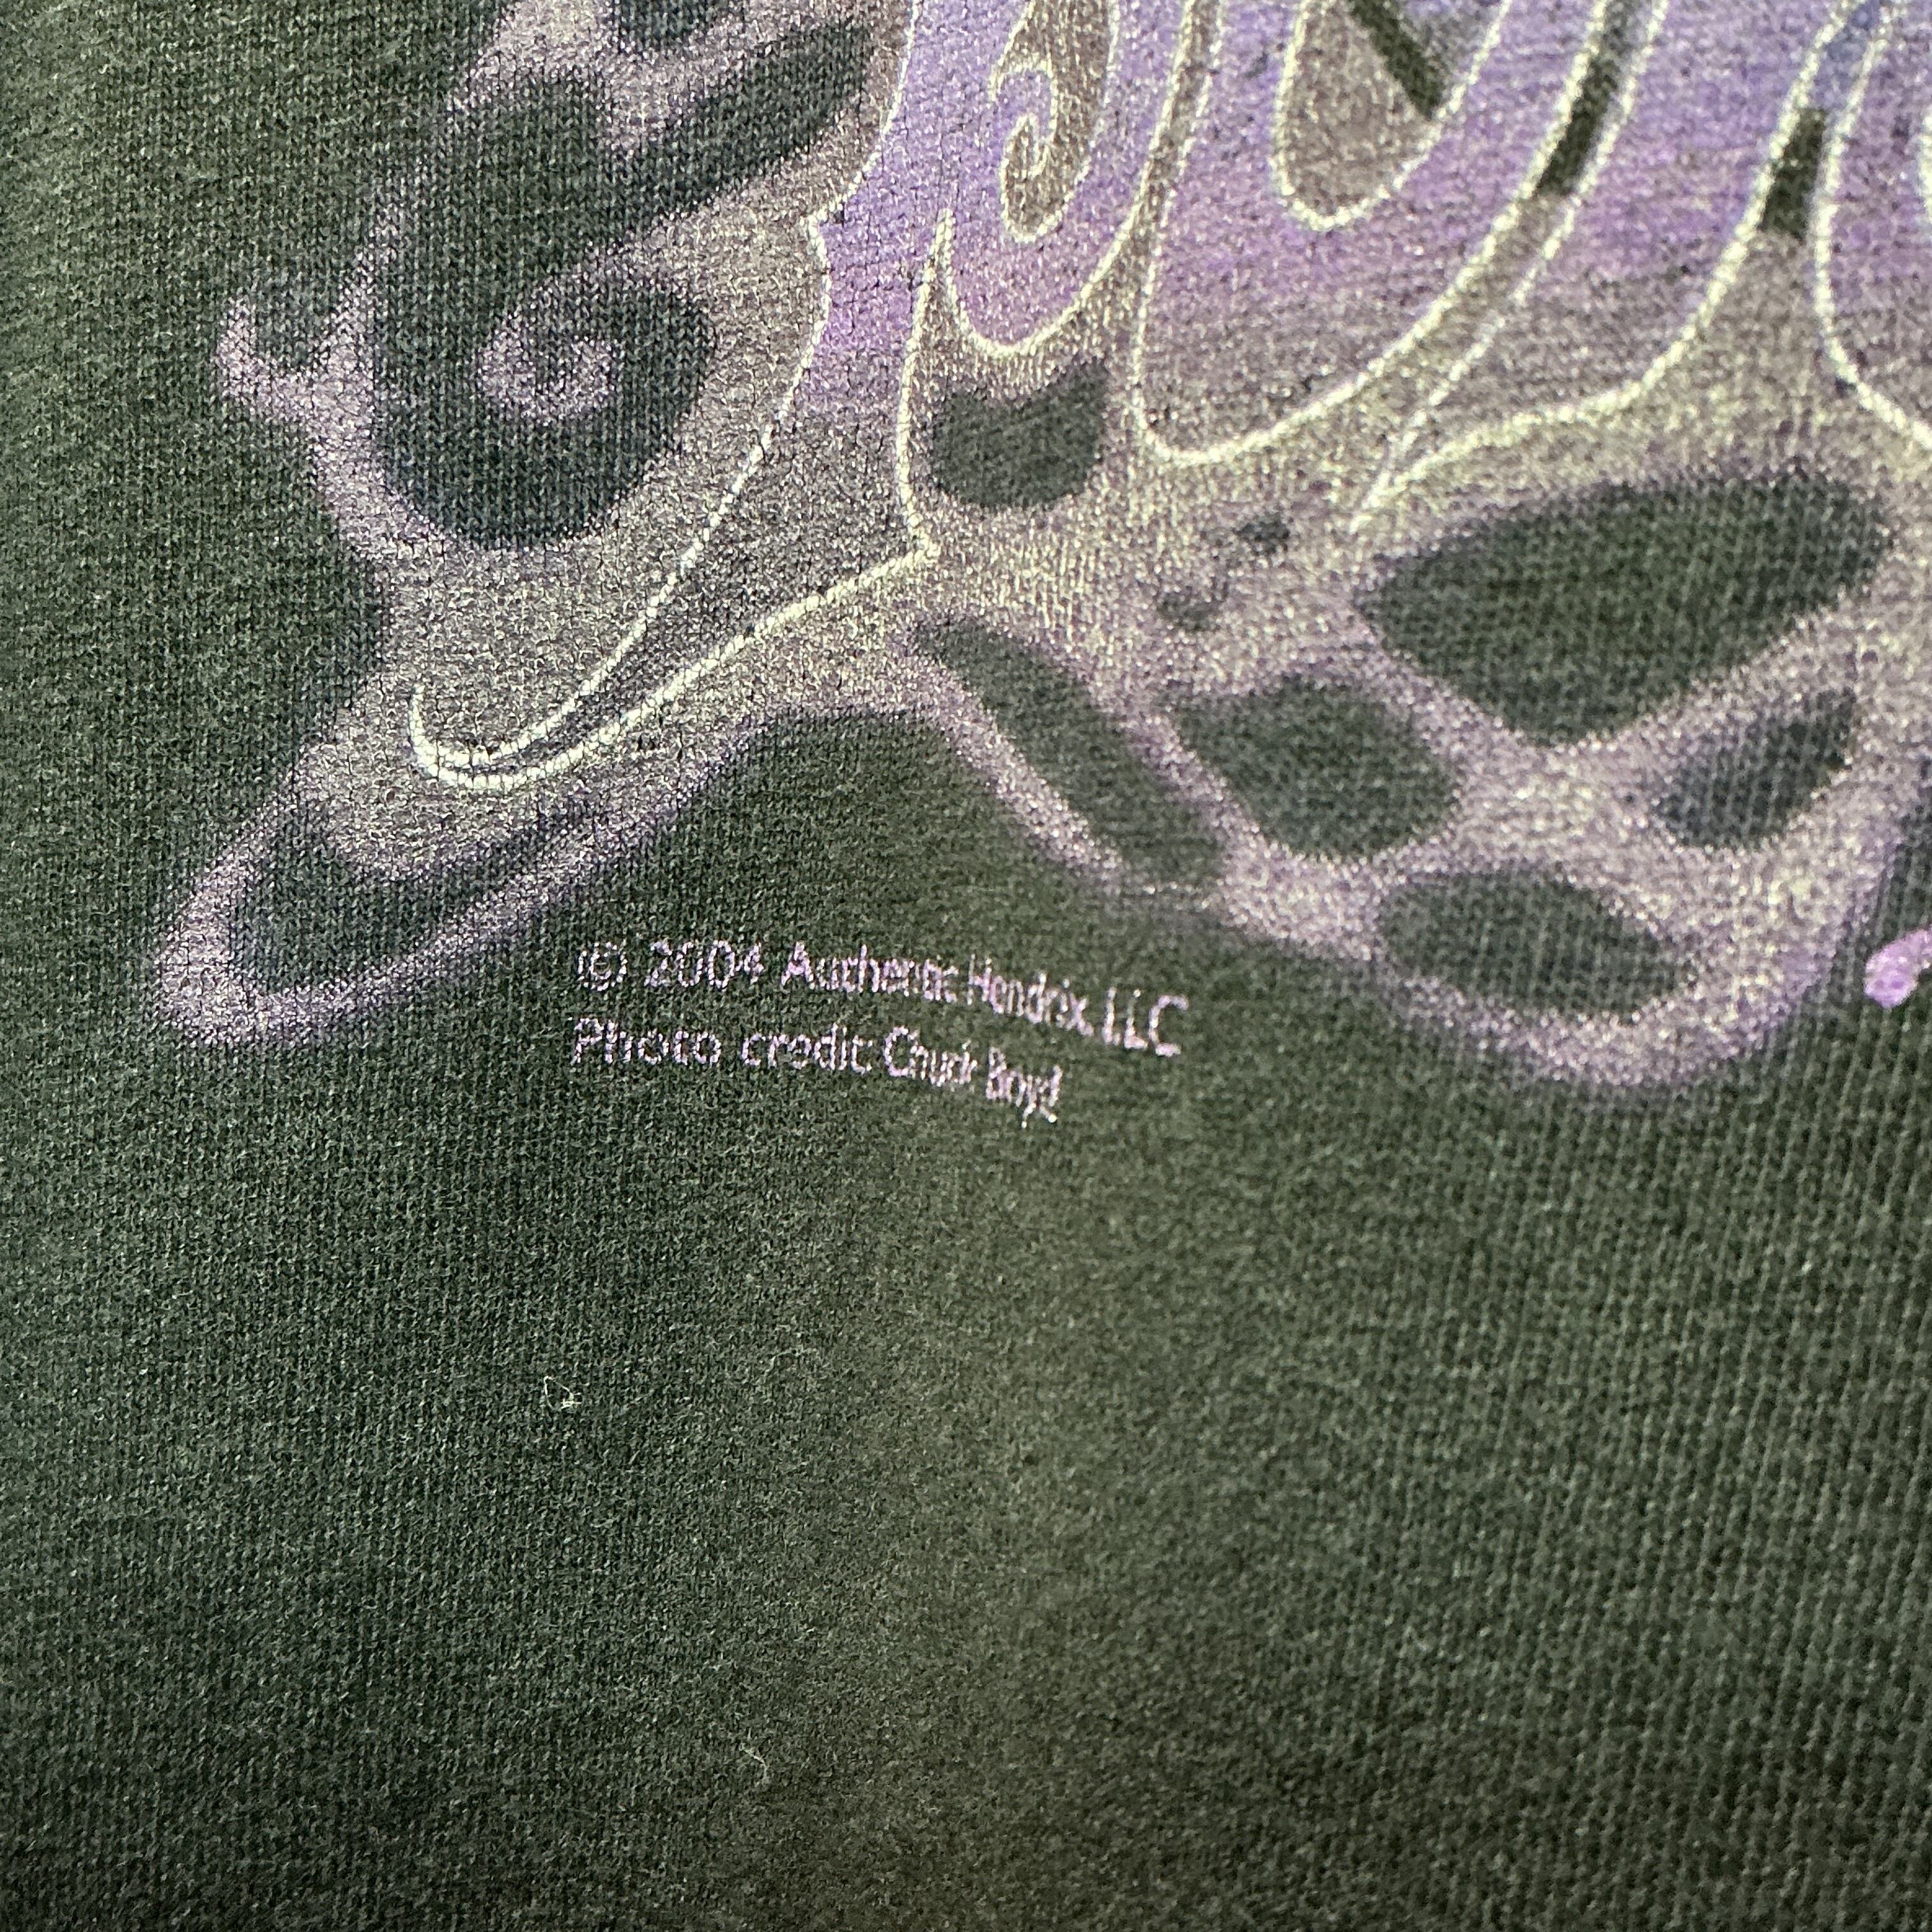 © 2004 Authentic Hendrix LLC
Photo credit Chuck Boyd